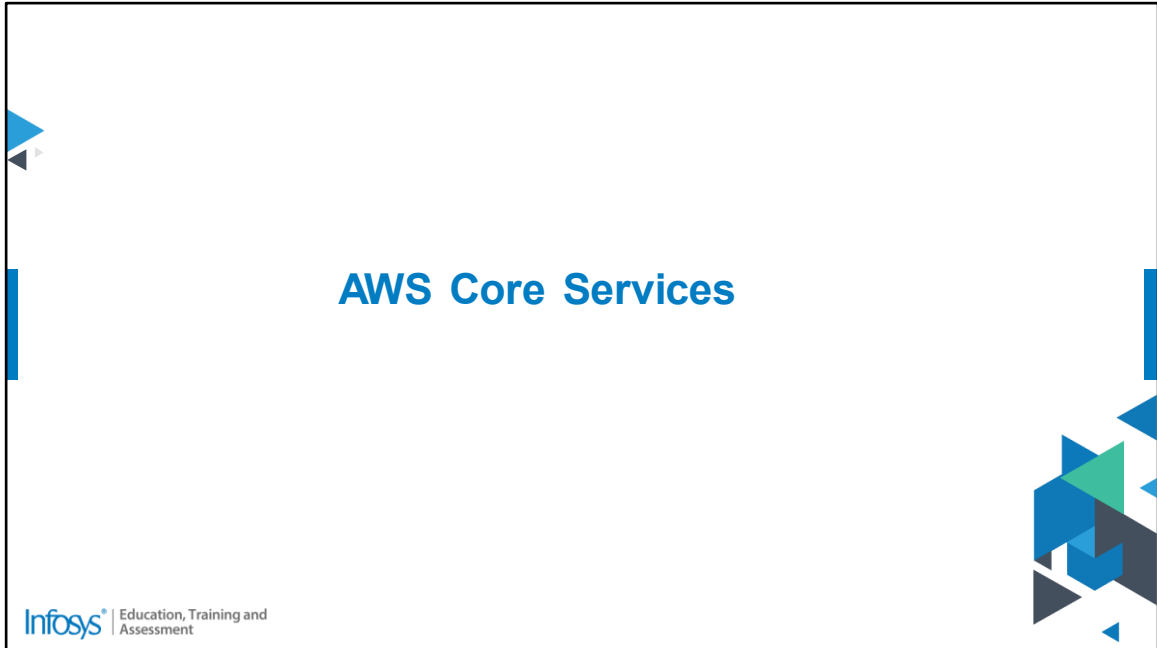 AWS Core Services
Infosys® | Education, Training and
Assessment